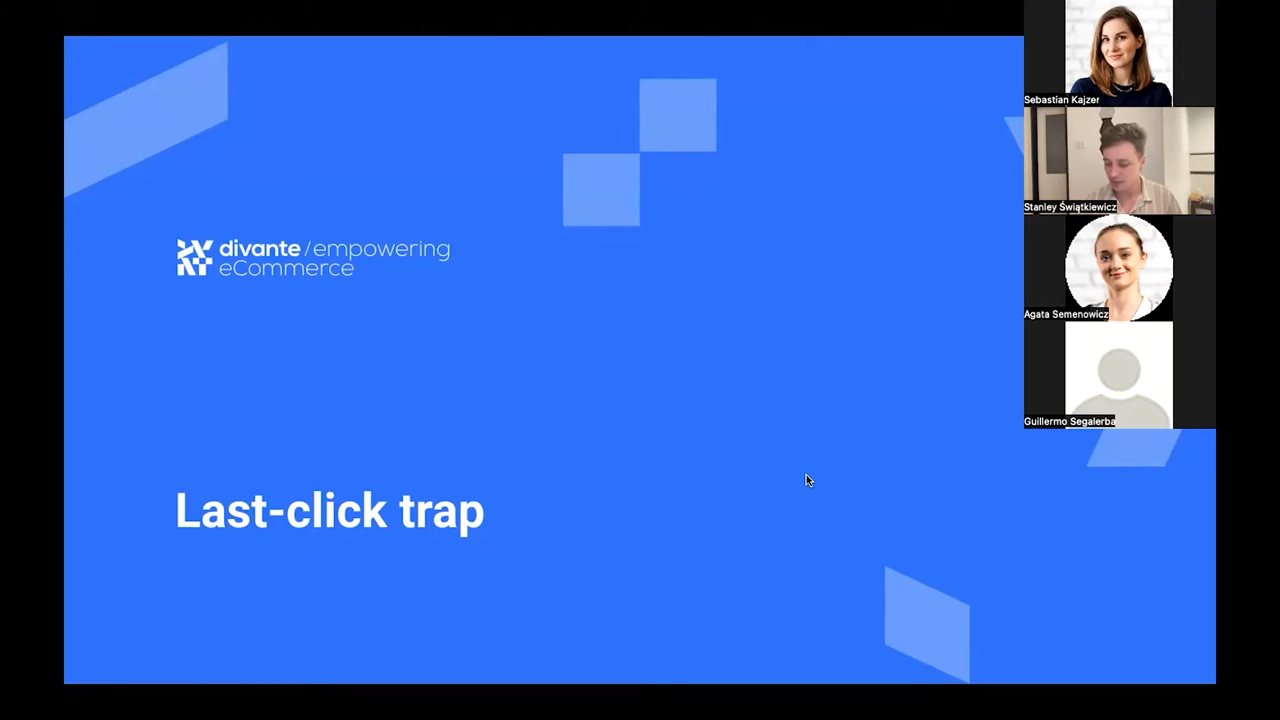 divante / empowering
eCommerce
Last-click trap
Sebastian Kajzer
Stanley Świątkiewicz
Agata Semenowicz
Guillermo Segalerba